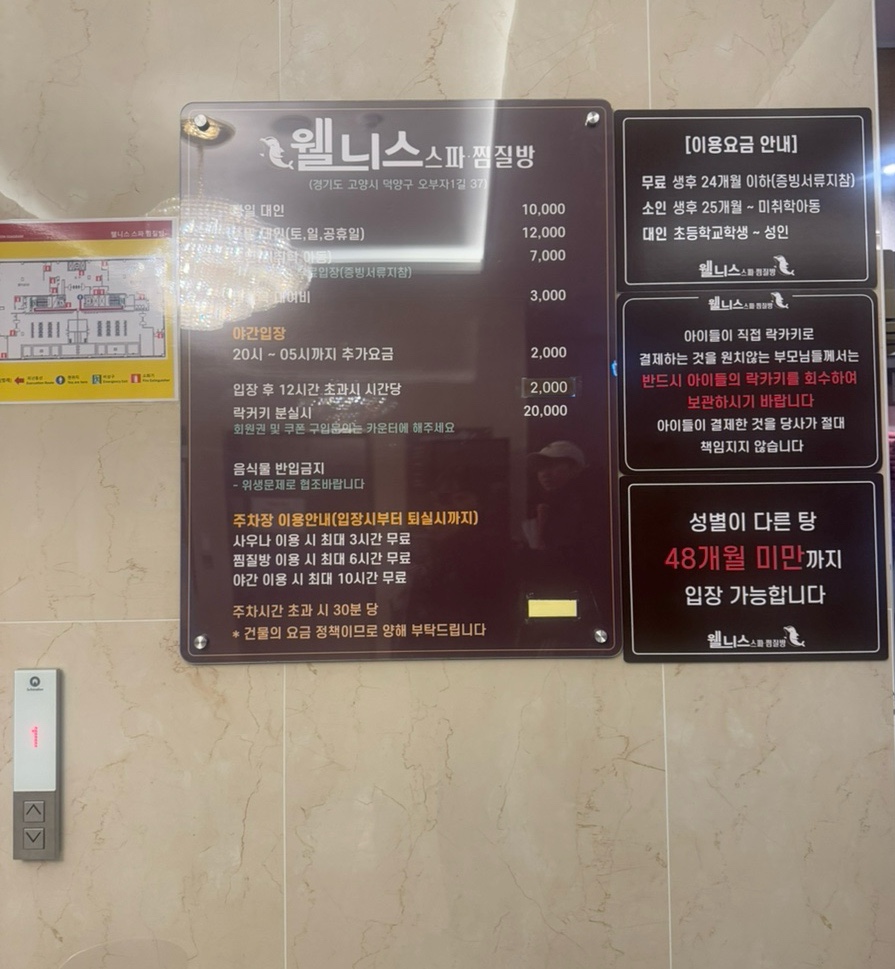 웰니스 스파 찜질방
웰니스 스파·찜질방
(경기도 고양시 덕양구 오부자1길 37)
대인 10,000
(토,일,공휴일) 12,000
7,000
(증빙서류지참)
3,000
야간입장
20시 ~ 05시까지 추가요금 2,000
입장 후 12시간 초과시 시간당 2,000
락커키 분실시 20,000
회원권 및 쿠폰 구입문의는 카운터에 해주세요
음식물 반입금지
- 위생문제로 협조바랍니다
주차장 이용안내(입장시부터 퇴실시까지)
사우나 이용 시 최대 3시간 무료
찜질방 이용 시 최대 6시간 무료
야간 이용 시 최대 10시간 무료
주차시간 초과 시 30분 당
* 건물의 요금 정책이므로 양해 부탁드립니다
[이용요금 안내]
무료 생후 24개월 이하(증빙서류지참)
소인 생후 25개월 ~ 미취학아동
대인 초등학교학생 ~ 성인
웰니스 스파·찜질방
웰니스 스파·찜질방
아이들이 직접 락카키로
결제하는 것을 원치않는 부모님들께서는
반드시 아이들의 락카키를 회수하여
보관하시기 바랍니다
아이들이 결제한 것을 당사가 절대
책임지지 않습니다
성별이 다른 탕
48개월 미만까지
입장 가능합니다
웰니스 스파·찜질방